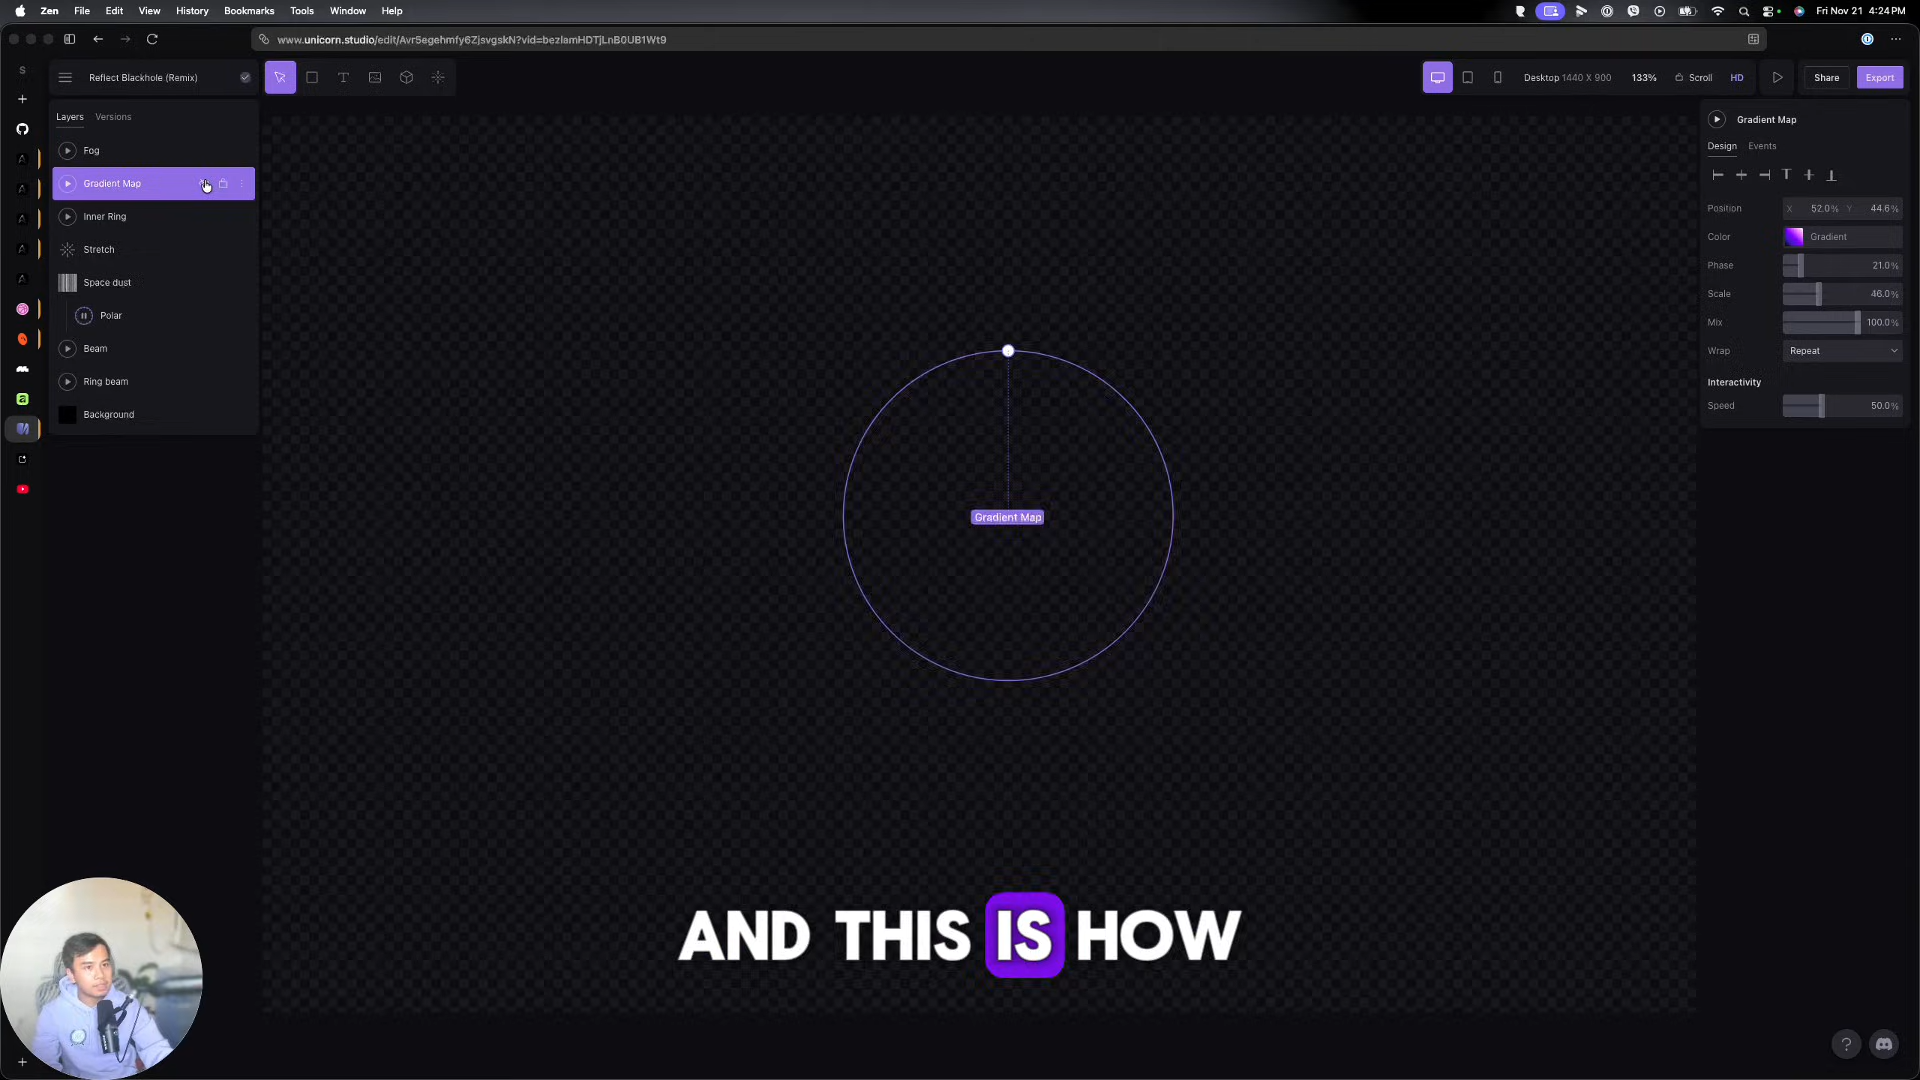 Zen File Edit View History Bookmarks Tools Window Help
Fri Nov 21 4:24 PM
www.unicorn.studio/edit/Avr5egehmfy6ZjsvgskN?vid=bezlamHDTjLnB0UB1Wt9
S
Reflect Blackhole (Remix)
Desktop 1440 X 900 133% Scroll HD Share Export
Layers Versions
Fog
Gradient Map
Inner Ring
Stretch
Space dust
Polar
Beam
Ring beam
Background
Gradient Map
Gradient Map
Design Events
Position X 52.0% Y 44.6%
Color Gradient
Phase 21.0%
Scale 46.0%
Mix 100.0%
Wrap Repeat
Interactivity
Speed 50.0%
AND THIS IS HOW